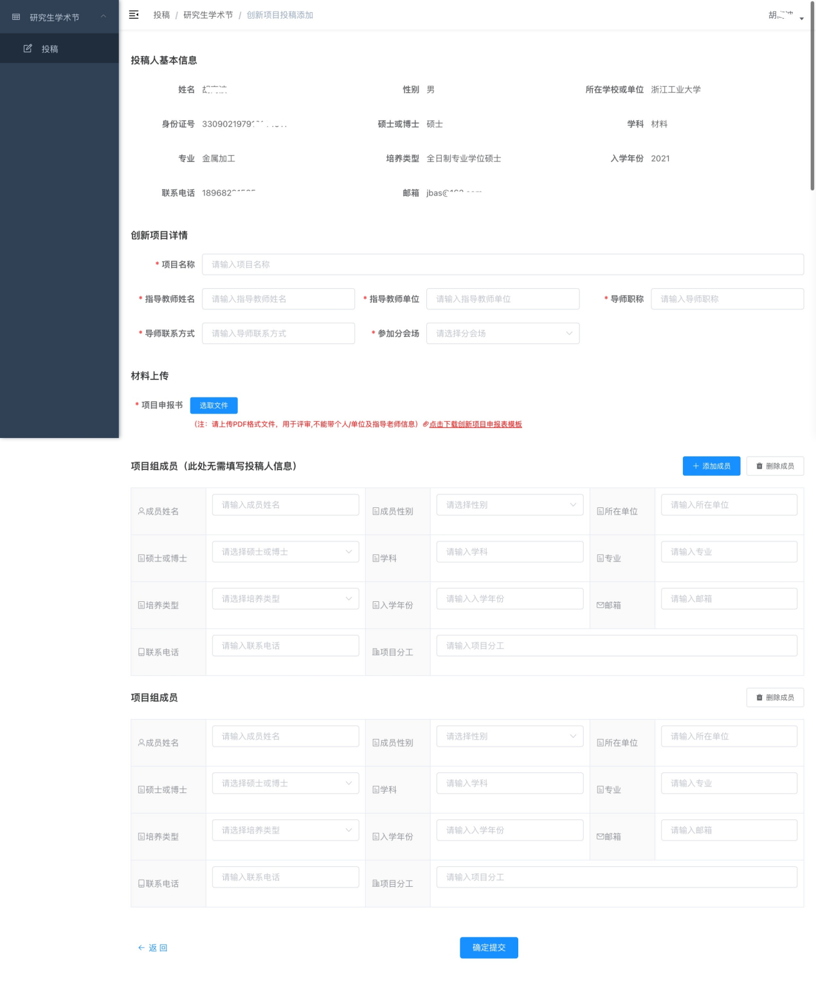 研究生学术节
投稿 / 研究生学术节 / 创新项目投稿添加
胡
投稿
投稿人基本信息
姓名
性别 男
所在学校或单位 浙江工业大学
身份证号 3309021979
硕士或博士 硕士
学科 材料
专业 金属加工
培养类型 全日制专业学位硕士
入学年份 2021
联系电话 18968
邮箱 jbas@
创新项目详情
* 项目名称 请输入项目名称
* 指导教师姓名 请输入指导教师姓名
* 指导教师单位 请输入指导教师单位
* 导师职称 请输入导师职称
* 导师联系方式 请输入导师联系方式
* 参加分会场 请选择分会场
材料上传
* 项目申报书 选取文件
(注：请上传PDF格式文件，用于评审,不能带个人/单位及指导老师信息) 点击下载创新项目申报表模板
项目组成员（此处无需填写投稿人信息）
+ 添加成员
删除成员
成员姓名 请输入成员姓名
成员性别 请选择性别
所在单位 请输入所在单位
硕士或博士 请选择硕士或博士
学科 请输入学科
专业 请输入专业
培养类型 请选择培养类型
入学年份 请输入入学年份
邮箱 请输入邮箱
联系电话 请输入联系电话
项目分工 请输入项目分工
项目组成员
删除成员
成员姓名 请输入成员姓名
成员性别 请选择性别
所在单位 请输入所在单位
硕士或博士 请选择硕士或博士
学科 请输入学科
专业 请输入专业
培养类型 请选择培养类型
入学年份 请输入入学年份
邮箱 请输入邮箱
联系电话 请输入联系电话
项目分工 请输入项目分工
← 返 回
确定提交